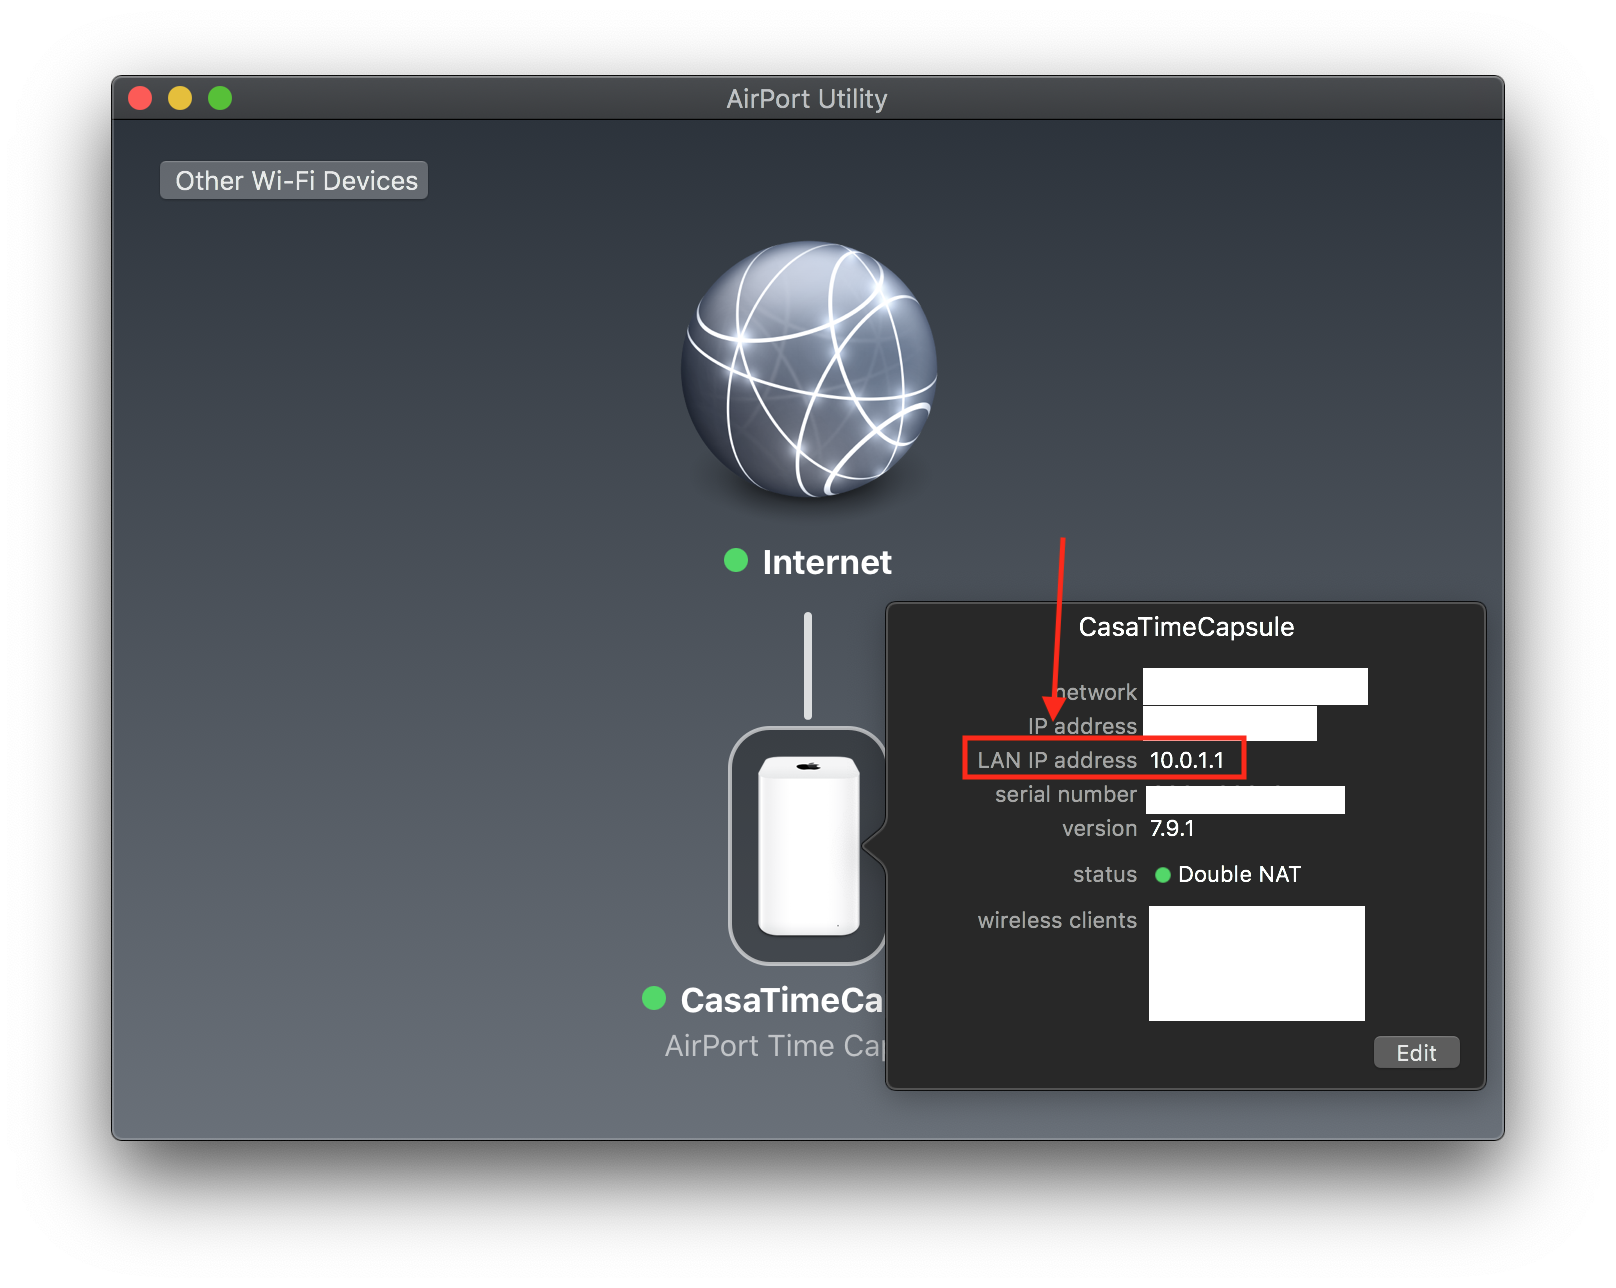 AirPort Utility
Other Wi-Fi Devices
Internet
CasaTimeCapsule
network
IP address
LAN IP address 10.0.1.1
serial number
version 7.9.1
status Double NAT
wireless clients
CasaTimeCa
AirPort Time Cap
Edit